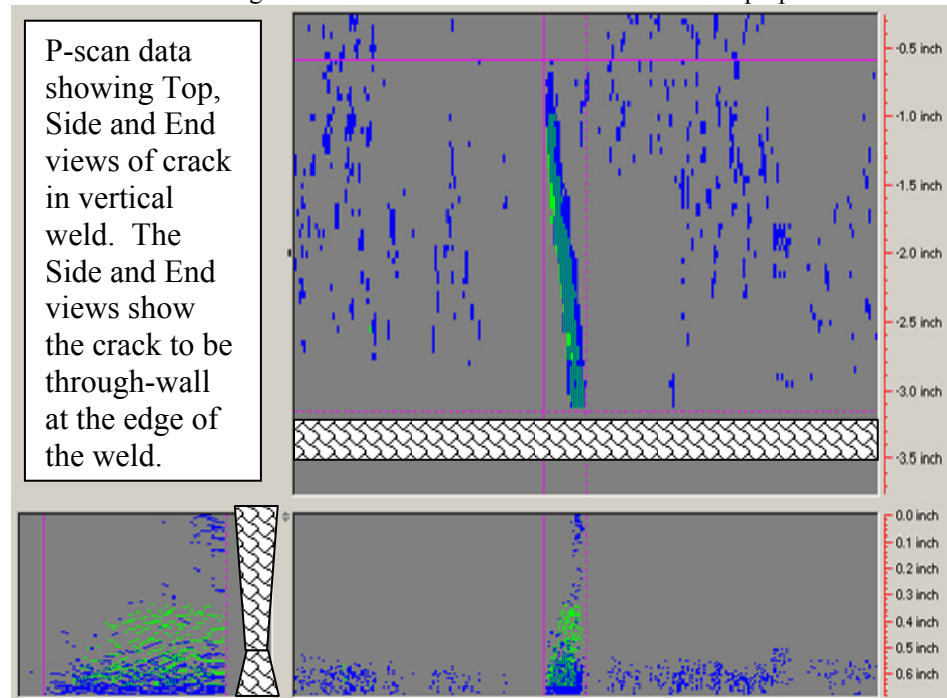 P-scan data
showing Top,
Side and End
views of crack
in vertical
weld. The
Side and End
views show
the crack to be
through-wall
at the edge of
the weld.
-0.5 inch
-1.0 inch
-1.5 inch
-2.0 inch
-2.5 inch
-3.0 inch
-3.5 inch
0.0 inch
0.1 inch
0.2 inch
0.3 inch
0.4 inch
0.5 inch
0.6 inch